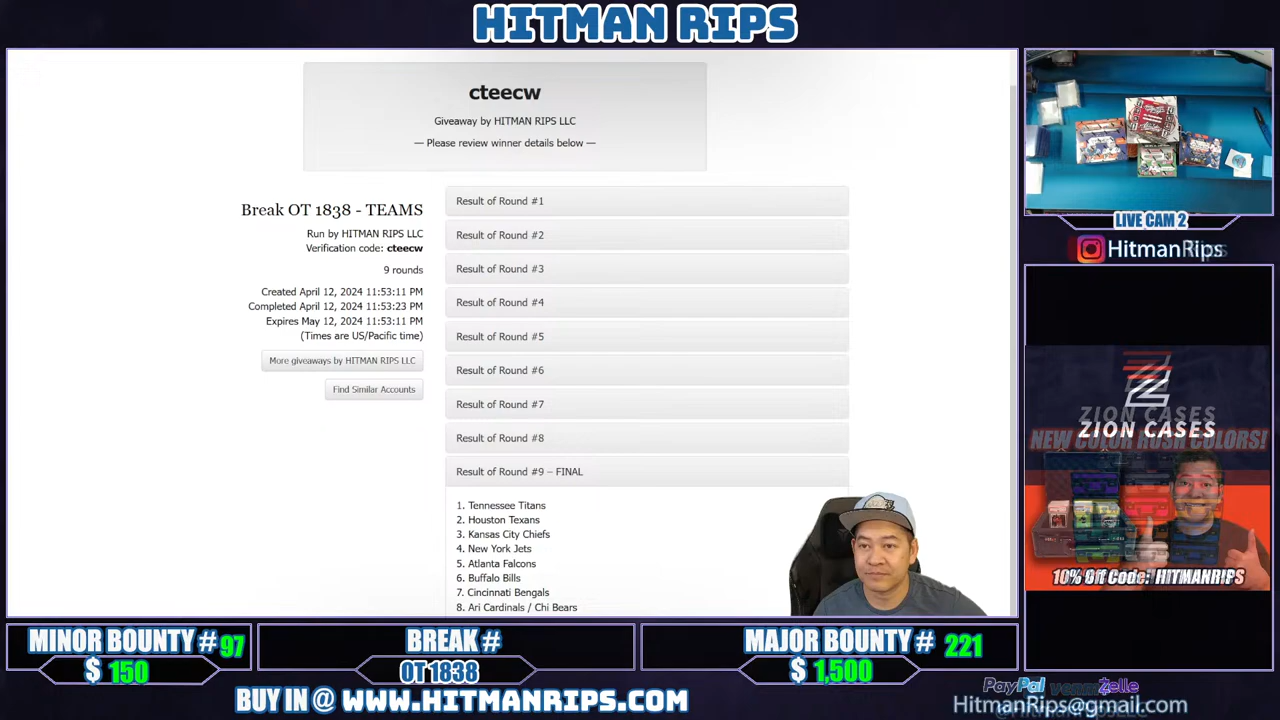 HITMAN RIPS
cteecw
Giveaway by HITMAN RIPS LLC
— Please review winner details below —
Break OT 1838 - TEAMS
Run by HITMAN RIPS LLC
Verification code: cteecw
9 rounds
Created April 12, 2024 11:53:11 PM
Completed April 12, 2024 11:53:23 PM
Expires May 12, 2024 11:53:11 PM
(Times are US/Pacific time)
More giveaways by HITMAN RIPS LLC
Find Similar Accounts
Result of Round #1
Result of Round #2
Result of Round #3
Result of Round #4
Result of Round #5
Result of Round #6
Result of Round #7
Result of Round #8
Result of Round #9 – FINAL
1. Tennessee Titans
2. Houston Texans
3. Kansas City Chiefs
4. New York Jets
5. Atlanta Falcons
6. Buffalo Bills
7. Cincinnati Bengals
8. Ari Cardinals / Chi Bears
LIVE CAM 2
HitmanRips
ZION CASES
ZION CASES
NEW COLOR RUSH COLORS!
10% Off Code: HITMANRIPS
MINOR BOUNTY # 97
$ 150
BREAK #
OT 1838
MAJOR BOUNTY # 221
$ 1,500
BUY IN @ WWW.HITMANRIPS.COM
PayPal venmo Zelle
HitmanRips@gmail.com